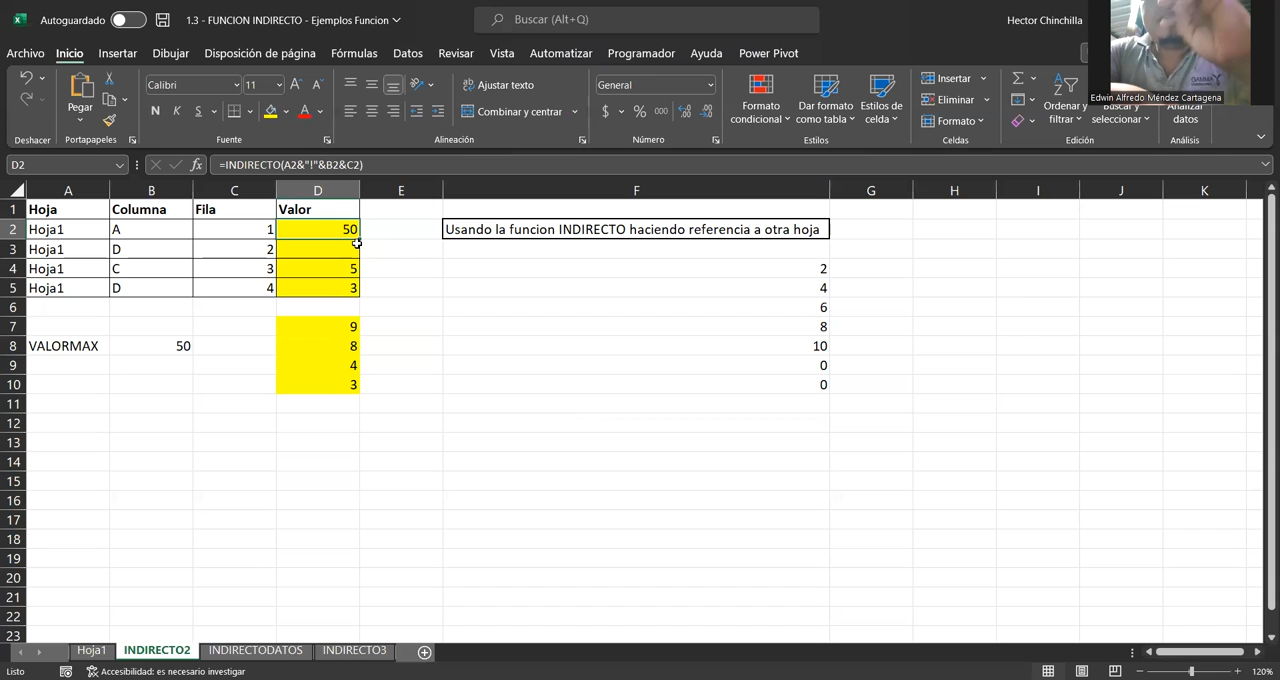 Autoguardado 1.3 - FUNCION INDIRECTO - Ejemplos Funcion Buscar (Alt+Q) Hector Chinchilla
Archivo Inicio Insertar Dibujar Disposición de página Fórmulas Datos Revisar Vista Automatizar Programador Ayuda Power Pivot
Pegar Calibri 11 Ajustar texto General Formato condicional Dar formato como tabla Estilos de celda Insertar Ordenar y filtrar
N K S Combinar y centrar $ % 000 Eliminar Formato Buscar y seleccionar Analizar datos
Edwin Alfredo Méndez Cartagena
Deshacer Portapapeles Fuente Alineación Número Estilos Celdas Edición Análisis
D2 fx =INDIRECTO(A2&"!"&B2&C2)
A B C D E F G H I J K
1 Hoja Columna Fila Valor
2 Hoja1 A 1 50 Usando la funcion INDIRECTO haciendo referencia a otra hoja
3 Hoja1 D 2
4 Hoja1 C 3 5 2
5 Hoja1 D 4 3 4
6 6
7 9 8
8 VALORMAX 50 8 10
9 4 0
10 3 0
11
12
13
14
15
16
17
18
19
20
21
22
23
Hoja1 INDIRECTO2 INDIRECTODATOS INDIRECTO3
Listo Accesibilidad: es necesario investigar 120%